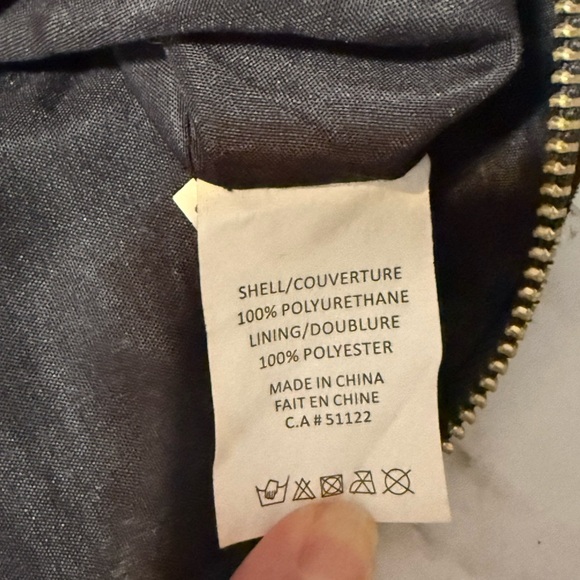 SHELL/COUVERTURE
100% POLYURETHANE
LINING/DOUBLURE
100% POLYESTER
MADE IN CHINA
FAIT EN CHINE
C.A # 51122